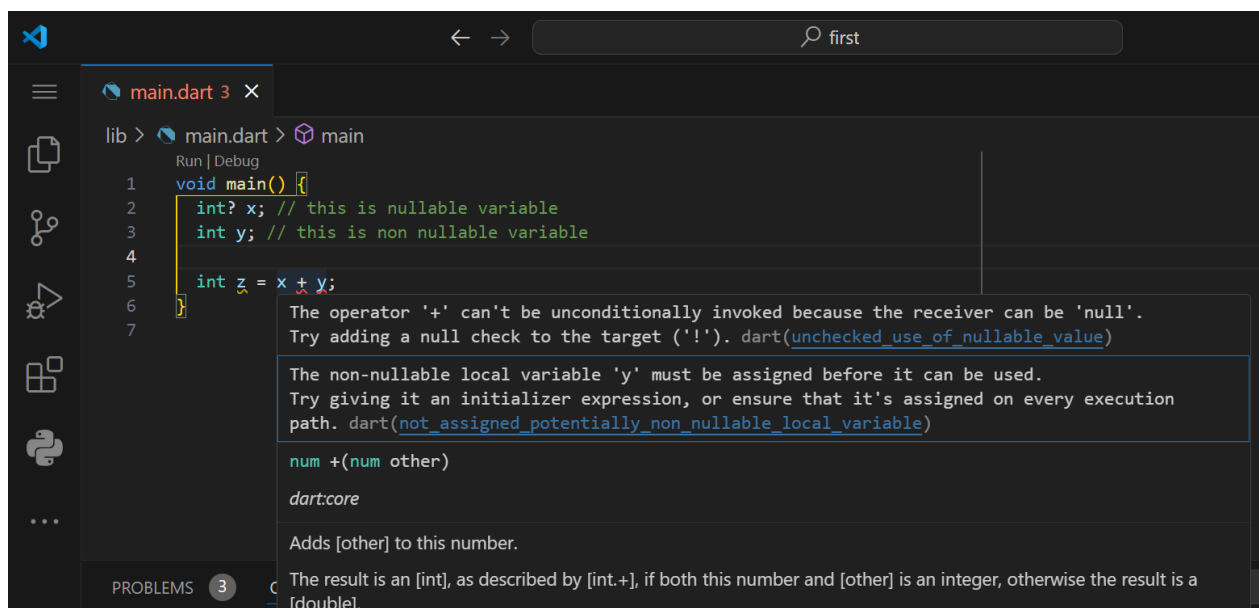 first
main.dart 3
lib > main.dart > main
Run | Debug
1 void main() {
2 int? x; // this is nullable variable
3 int y; // this is non nullable variable
4
5 int z = x + y;
6 }
7
The operator '+' can't be unconditionally invoked because the receiver can be 'null'.
Try adding a null check to the target ('!'). dart(unchecked_use_of_nullable_value)
The non-nullable local variable 'y' must be assigned before it can be used.
Try giving it an initializer expression, or ensure that it's assigned on every execution
path. dart(not_assigned_potentially_non_nullable_local_variable)
num +(num other)
dart:core
Adds [other] to this number.
The result is an [int], as described by [int.+], if both this number and [other] is an integer, otherwise the result is a
[double].
PROBLEMS 3